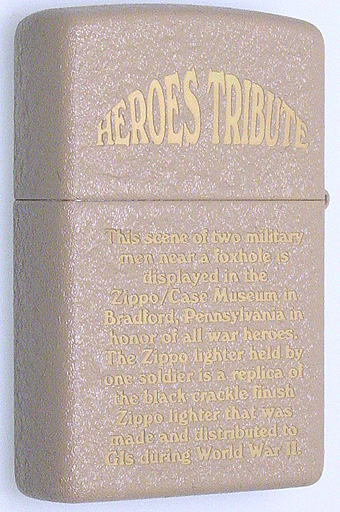 HEROES TRIBUTE
This scene of two military
men near a foxhole is
displayed in the
Zippo/Case Museum in
Bradford, Pennsylvania in
honor of all war heroes.
The Zippo lighter held by
one soldier is a replica of
the black crackle finish
Zippo lighter that was
made and distributed to
GIs during World War II.